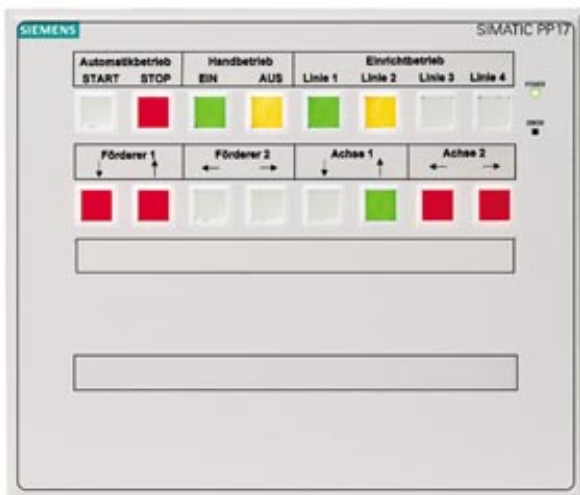 SIEMENS
SIMATIC PP17
Automatikbetrieb Handbetrieb Einrichtbetrieb
START STOP EIN AUS Linie 1 Linie 2 Linie 3 Linie 4
POWER
Förderer 1 Förderer 2 Achse 1 Achse 2
↓ ↑ ← → ↓ ↑ ← →